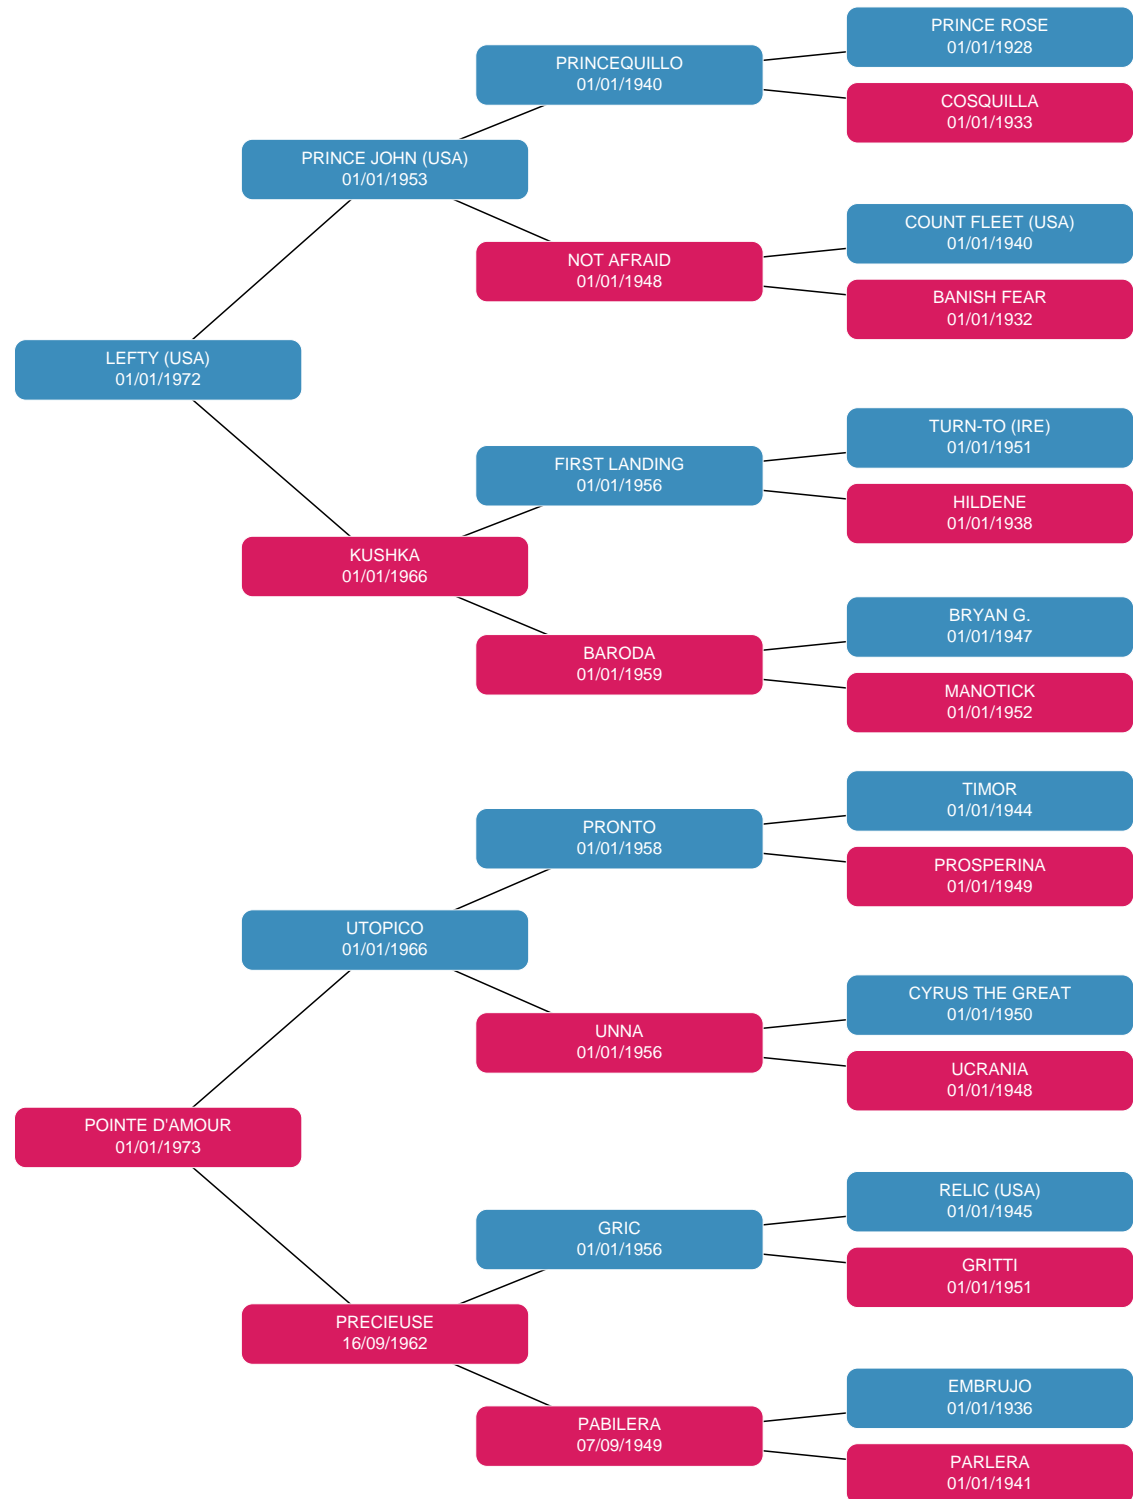 PRINCE ROSE
01/01/1928
PRINCEQUILLO
01/01/1940
COSQUILLA
01/01/1933
PRINCE JOHN (USA)
01/01/1953
COUNT FLEET (USA)
01/01/1940
NOT AFRAID
01/01/1948
BANISH FEAR
01/01/1932
LEFTY (USA)
01/01/1972
TURN-TO (IRE)
01/01/1951
FIRST LANDING
01/01/1956
HILDENE
01/01/1938
KUSHKA
01/01/1966
BRYAN G.
01/01/1947
BARODA
01/01/1959
MANOTICK
01/01/1952
TIMOR
01/01/1944
PRONTO
01/01/1958
PROSPERINA
01/01/1949
UTOPICO
01/01/1966
CYRUS THE GREAT
01/01/1950
UNNA
01/01/1956
UCRANIA
01/01/1948
POINTE D'AMOUR
01/01/1973
RELIC (USA)
01/01/1945
GRIC
01/01/1956
GRITTI
01/01/1951
PRECIEUSE
16/09/1962
EMBRUJO
01/01/1936
PABILERA
07/09/1949
PARLERA
01/01/1941